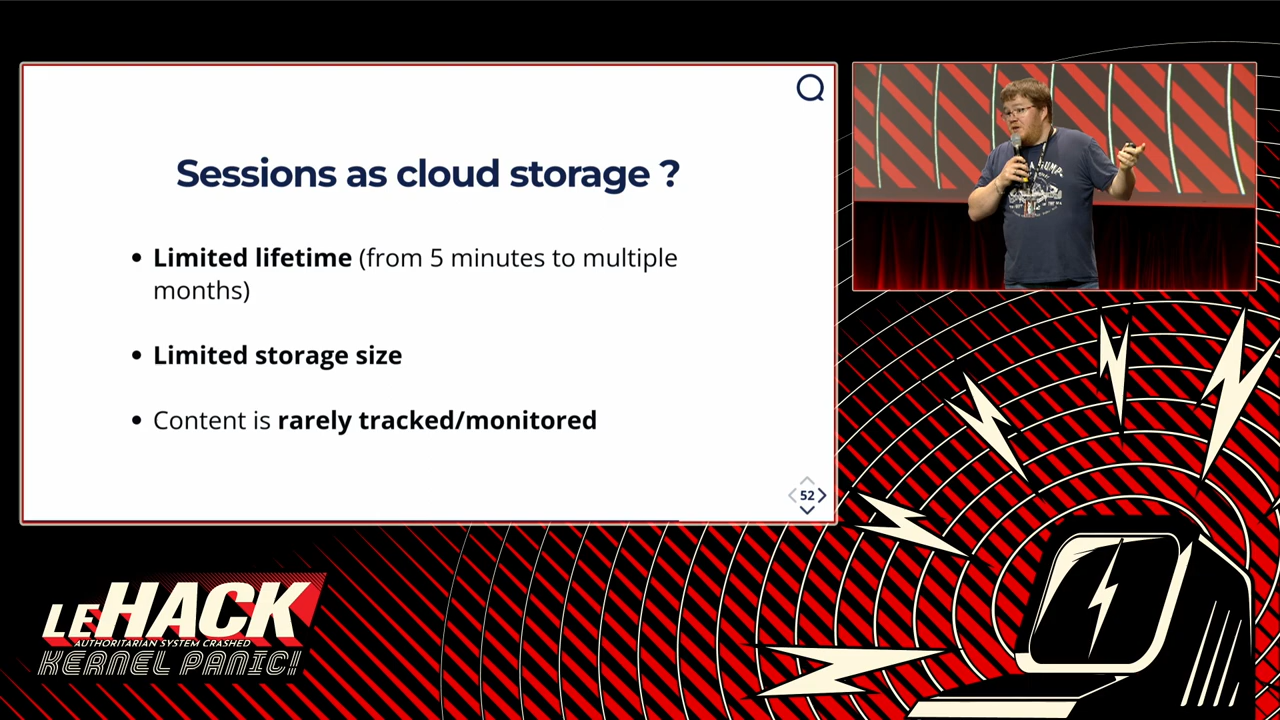 Sessions as cloud storage ?
• Limited lifetime (from 5 minutes to multiple
months)
• Limited storage size
• Content is rarely tracked/monitored
52
LEHACK
AUTHORITARIAN SYSTEM CRASHED
KERNEL PANIC!